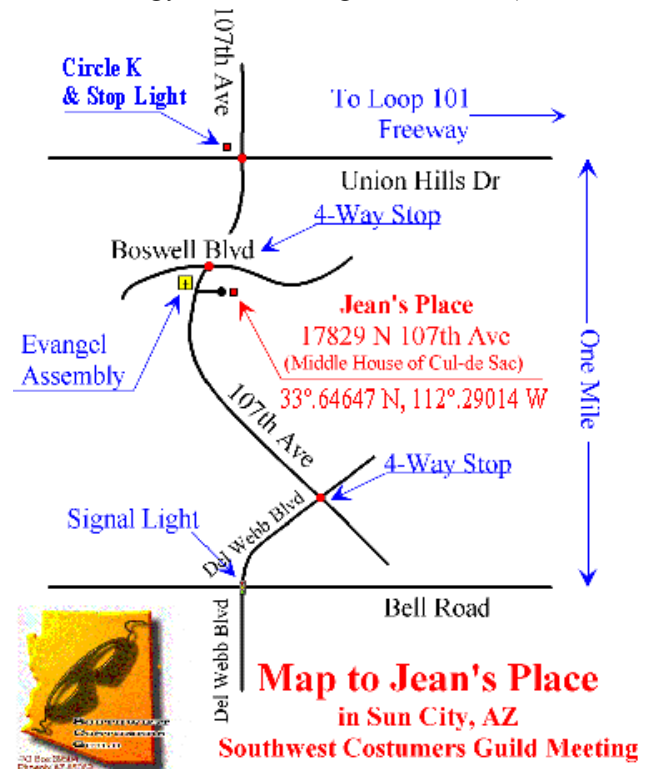 107th Ave
Circle K
& Stop Light
To Loop 101
Freeway
Union Hills Dr
4-Way Stop
Boswell Blvd
Jean's Place
17829 N 107th Ave
(Middle House of Cul-de Sac)
33°.64647 N, 112°.29014 W
Evangel
Assembly
One Mile
107th Ave
4-Way Stop
Signal Light
Del Webb Blvd
Bell Road
Del Webb Blvd
Map to Jean's Place
in Sun City, AZ
Southwest Costumers Guild Meeting
Southwest
Costumers
Guild